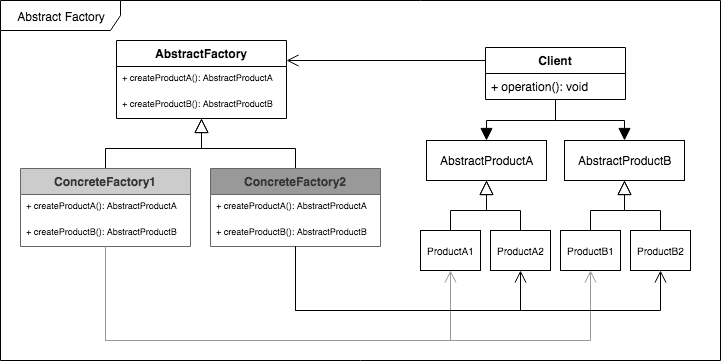 Abstract Factory
AbstractFactory
+ createProductA(): AbstractProductA
+ createProductB(): AbstractProductB
Client
+ operation(): void
AbstractProductA
AbstractProductB
ConcreteFactory1
+ createProductA(): AbstractProductA
+ createProductB(): AbstractProductB
ConcreteFactory2
+ createProductA(): AbstractProductA
+ createProductB(): AbstractProductB
ProductA1
ProductA2
ProductB1
ProductB2